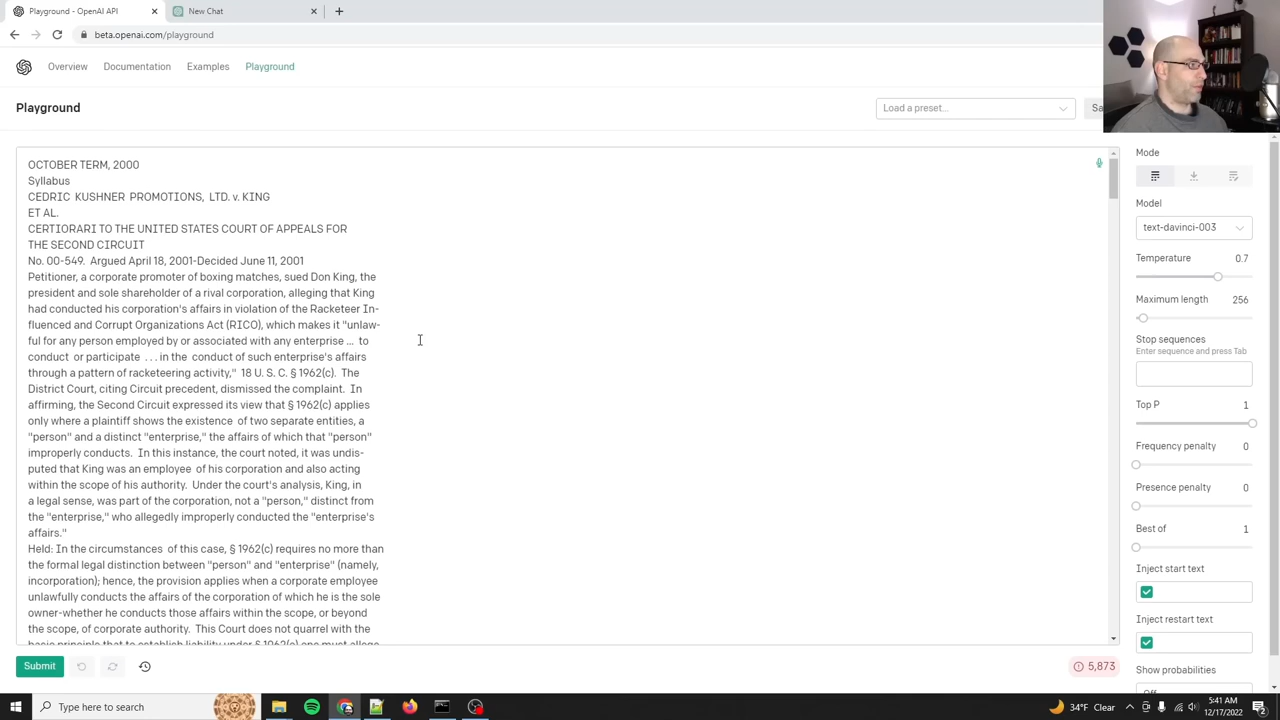 Playground - OpenAI API
New Chat
beta.openai.com/playground
Overview
Documentation
Examples
Playground
Playground
Load a preset...
Sa
OCTOBER TERM, 2000
Syllabus
CEDRIC KUSHNER PROMOTIONS, LTD. v. KING
ET AL.
CERTIORARI TO THE UNITED STATES COURT OF APPEALS FOR
THE SECOND CIRCUIT
No. 00-549. Argued April 18, 2001-Decided June 11, 2001
Petitioner, a corporate promoter of boxing matches, sued Don King, the
president and sole shareholder of a rival corporation, alleging that King
had conducted his corporation's affairs in violation of the Racketeer In-
fluenced and Corrupt Organizations Act (RICO), which makes it "unlaw-
ful for any person employed by or associated with any enterprise ... to
conduct or participate . . . in the conduct of such enterprise's affairs
through a pattern of racketeering activity," 18 U. S. C. § 1962(c). The
District Court, citing Circuit precedent, dismissed the complaint. In
affirming, the Second Circuit expressed its view that § 1962(c) applies
only where a plaintiff shows the existence of two separate entities, a
"person" and a distinct "enterprise," the affairs of which that "person"
improperly conducts. In this instance, the court noted, it was undis-
puted that King was an employee of his corporation and also acting
within the scope of his authority. Under the court's analysis, King, in
a legal sense, was part of the corporation, not a "person," distinct from
the "enterprise," who allegedly improperly conducted the "enterprise's
affairs."
Held: In the circumstances of this case, § 1962(c) requires no more than
the formal legal distinction between "person" and "enterprise" (namely,
incorporation); hence, the provision applies when a corporate employee
unlawfully conducts the affairs of the corporation of which he is the sole
owner-whether he conducts those affairs within the scope, or beyond
the scope, of corporate authority. This Court does not quarrel with the
basic principle that to establish liability under § 1962(c) one must allege
Submit
5,873
Mode
Model
text-davinci-003
Temperature 0.7
Maximum length 256
Stop sequences
Enter sequence and press Tab
Top P 1
Frequency penalty 0
Presence penalty 0
Best of 1
Inject start text
Inject restart text
Show probabilities
Off
Type here to search
34°F Clear
5:41 AM
12/17/2022
2